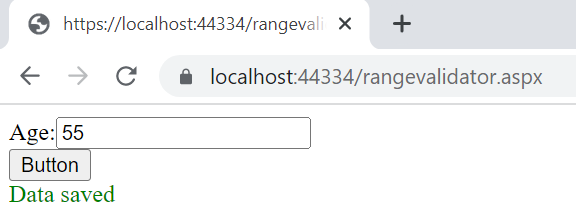 https://localhost:44334/rangevali
localhost:44334/rangevalidator.aspx
Age: 55
Button
Data saved